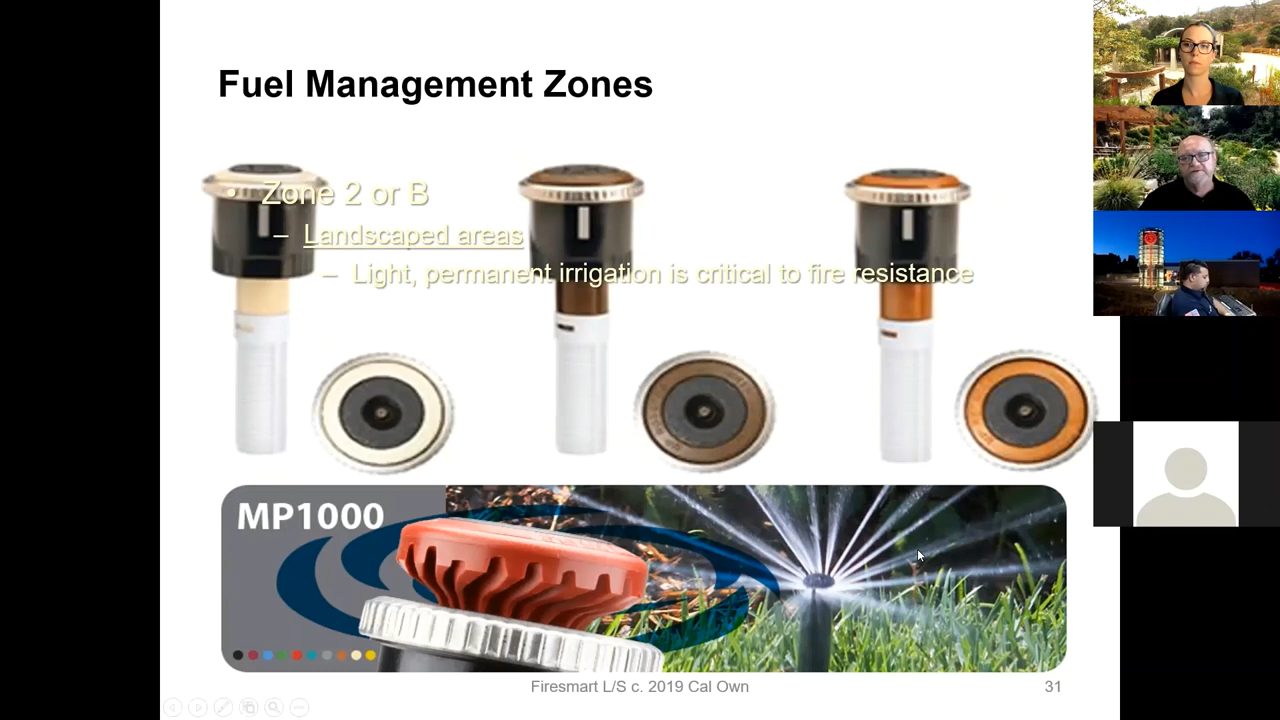 Fuel Management Zones
• Zone 2 or B
– Landscaped areas
– Light, permanent irrigation is critical to fire resistance
MP1000
Firesmart L/S c. 2019 Cal Own
31